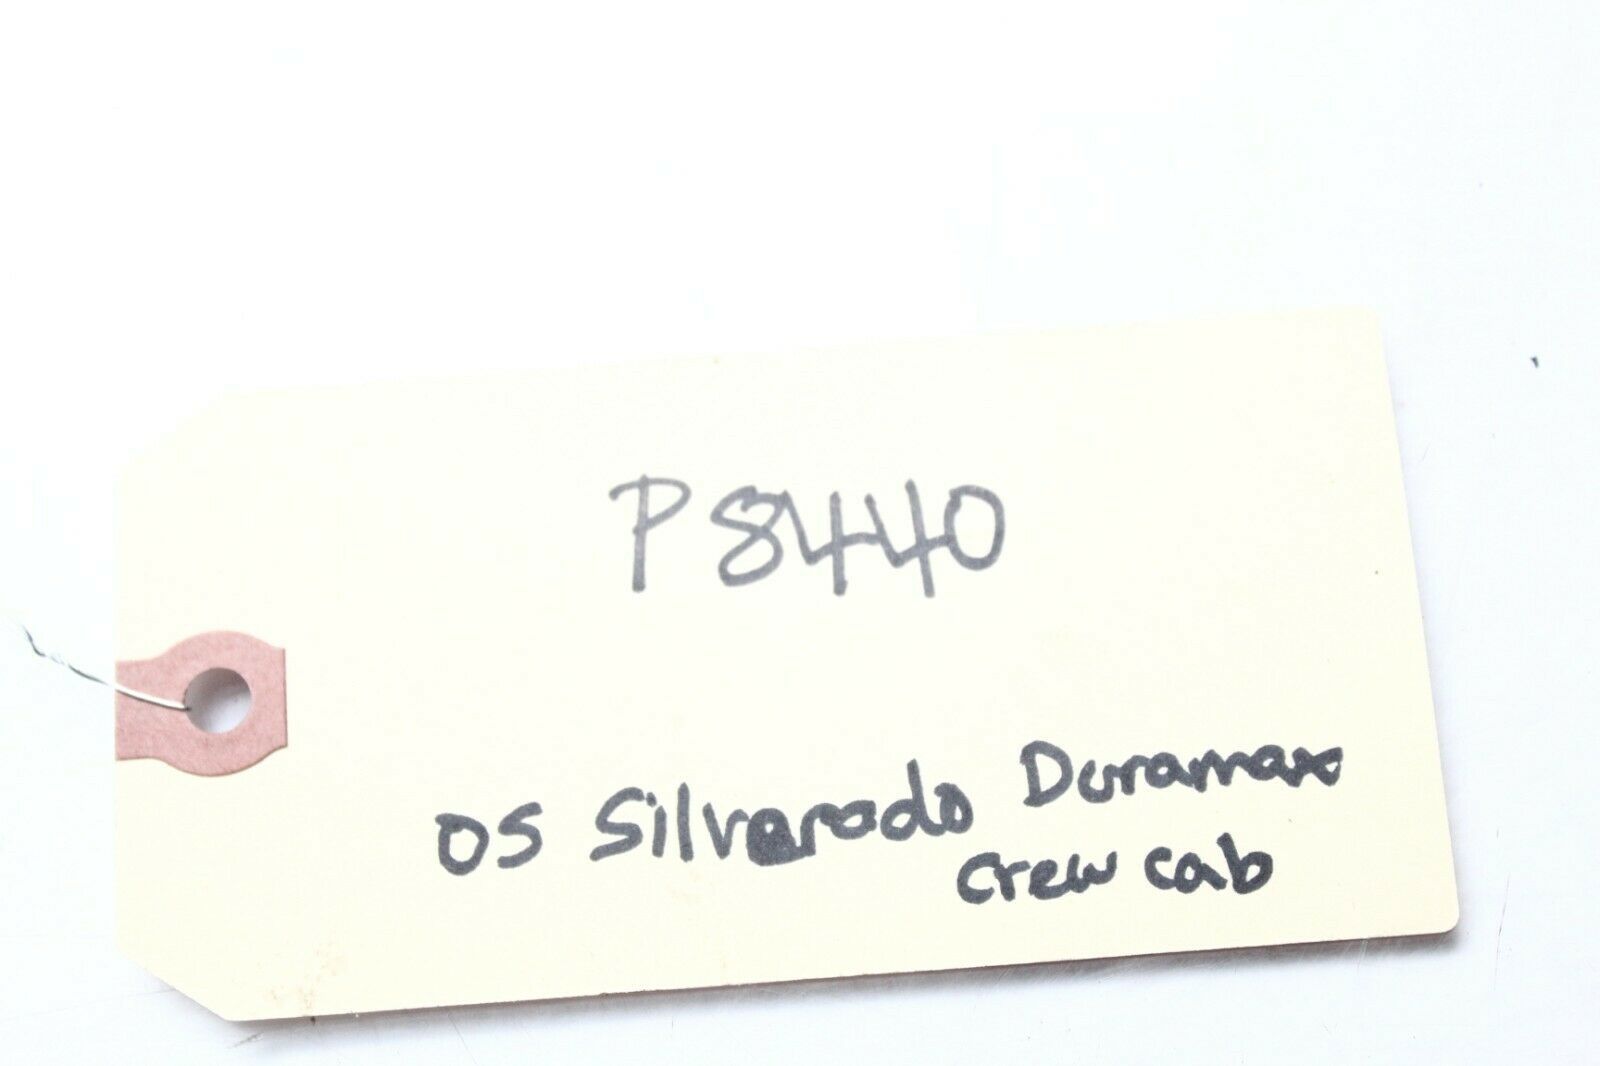 P8440
05 Silverado Duramax
crew cab